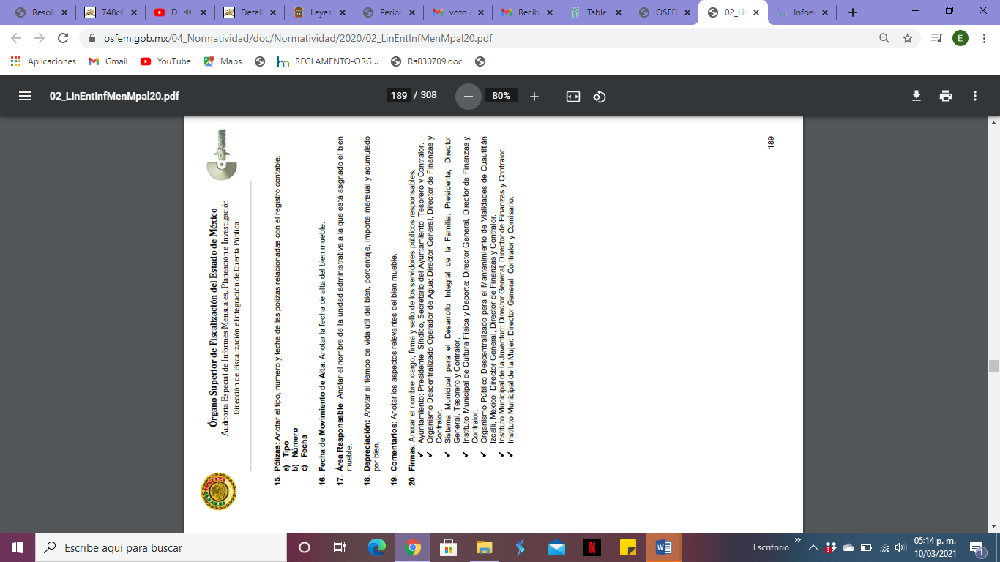 Resol
748c6
D
Detall
Leyes
Perióc
voto
Recib
Tabler
OSFE
02_Lin
Infoer
osfem.gob.mx/04_Normatividad/doc/Normatividad/2020/02_LinEntInfMenMpal20.pdf
E
Aplicaciones
Gmail
YouTube
Maps
REGLAMENTO-ORG...
Ra030709.doc
02_LinEntInfMenMpal20.pdf
189 / 308
80%
Órgano Superior de Fiscalización del Estado de México
Auditoría Especial de Informes Mensuales, Planeación e Investigación
Dirección de Fiscalización e Integración de Cuenta Pública
15. Pólizas: Anotar el tipo, número y fecha de las pólizas relacionadas con el registro contable.
a) Tipo
b) Número
c) Fecha
16. Fecha de Movimiento de Alta: Anotar la fecha de alta del bien mueble.
17. Área Responsable: Anotar el nombre de la unidad administrativa a la que está asignado el bien
mueble.
18. Depreciación: Anotar el tiempo de vida útil del bien, porcentaje, importe mensual y acumulado
por bien.
19. Comentarios: Anotar los aspectos relevantes del bien mueble.
20. Firmas: Anotar el nombre, cargo, firma y sello de los servidores públicos responsables.
✓ Ayuntamiento: Presidente, Síndico, Secretario del Ayuntamiento, Tesorero y Contralor.
✓ Organismo Descentralizado Operador de Agua: Director General, Director de Finanzas y
Contralor.
✓ Sistema Municipal para el Desarrollo Integral de la Familia: Presidenta, Director
General, Tesorero y Contralor.
✓ Instituto Municipal de Cultura Física y Deporte: Director General, Director de Finanzas y
Contralor.
✓ Organismo Público Descentralizado para el Mantenimiento de Vialidades de Cuautitlán
Izcalli, México: Director General, Director de Finanzas y Contralor.
✓ Instituto Municipal de la Juventud: Director General, Director de Finanzas y Contralor.
✓ Instituto Municipal de la Mujer: Director General, Contralor y Comisario.
189
Escribe aquí para buscar
Escritorio
05:14 p. m.
10/03/2021